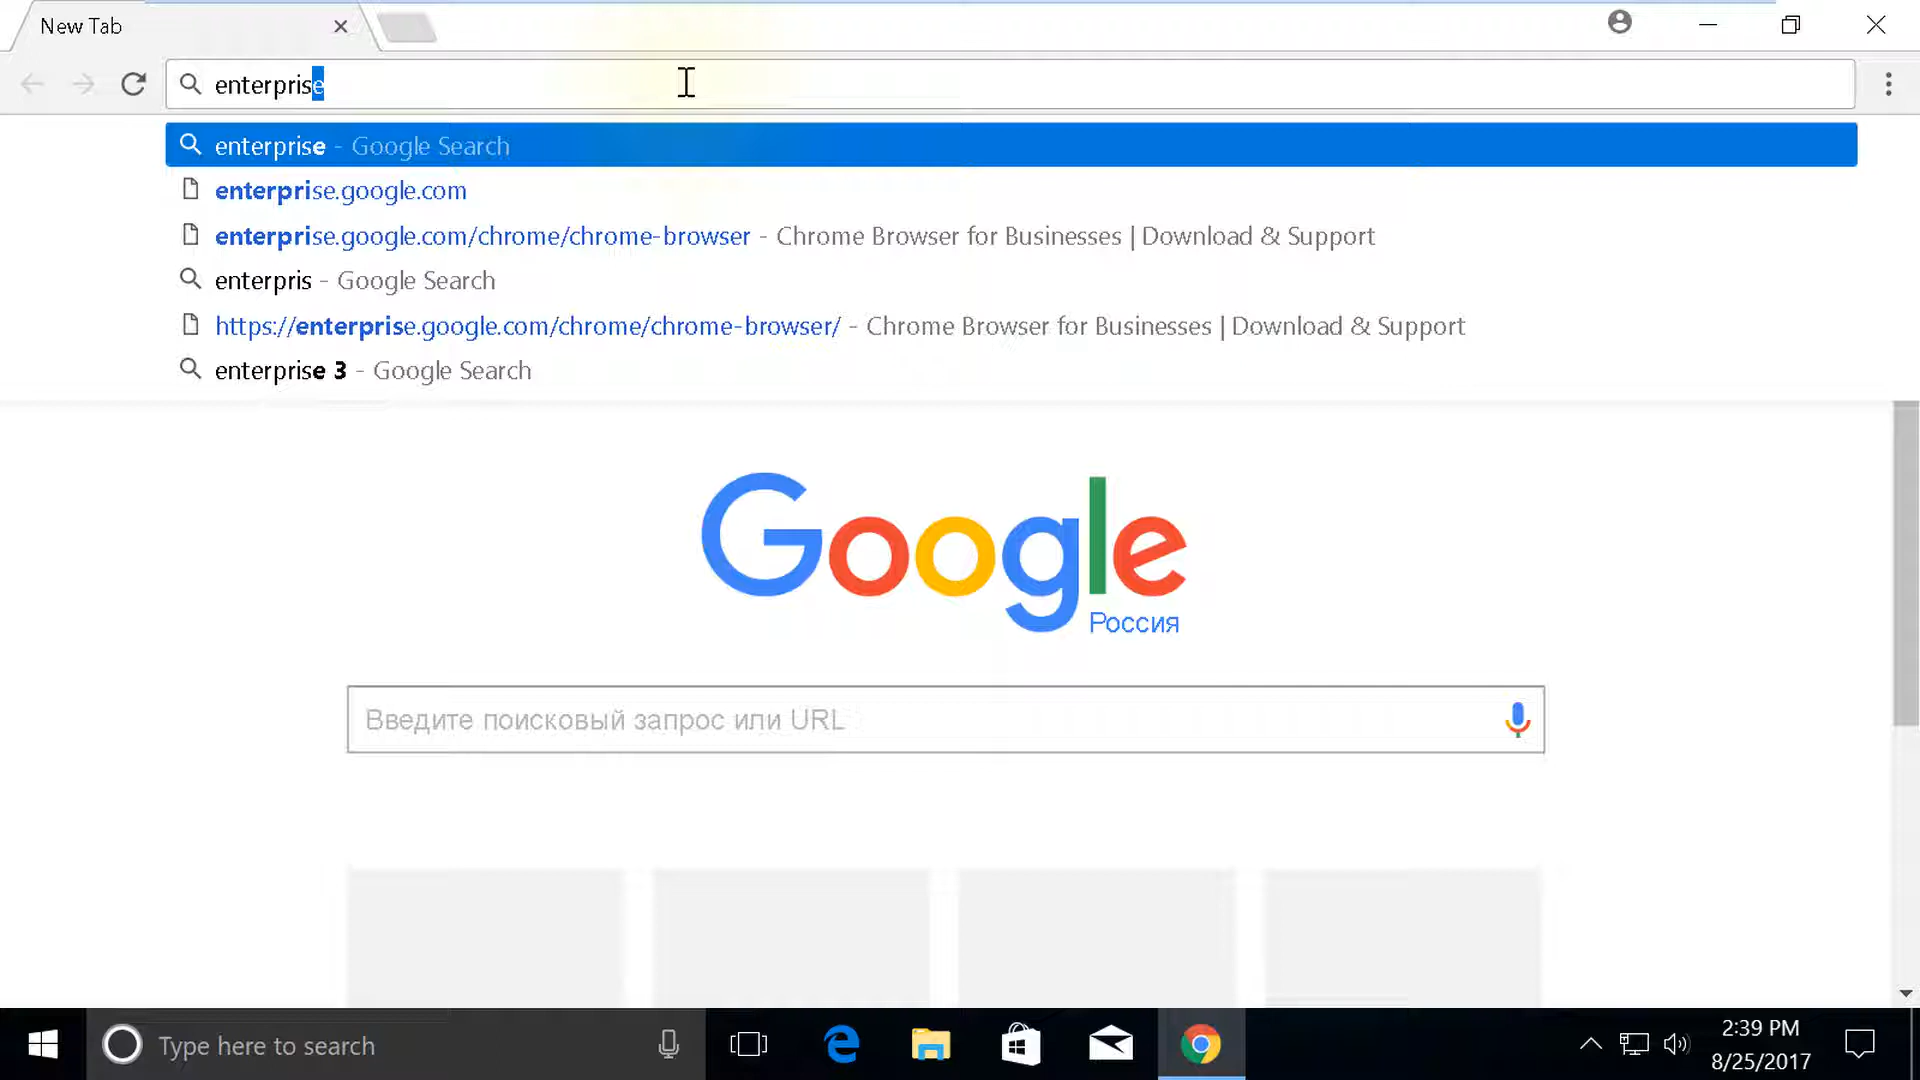 New Tab
enterprise
enterprise - Google Search
enterprise.google.com
enterprise.google.com/chrome/chrome-browser - Chrome Browser for Businesses | Download & Support
enterpris - Google Search
https://enterprise.google.com/chrome/chrome-browser/ - Chrome Browser for Businesses | Download & Support
enterprise 3 - Google Search
Google
Россия
Введите поисковый запрос или URL
Type here to search
2:39 PM
8/25/2017